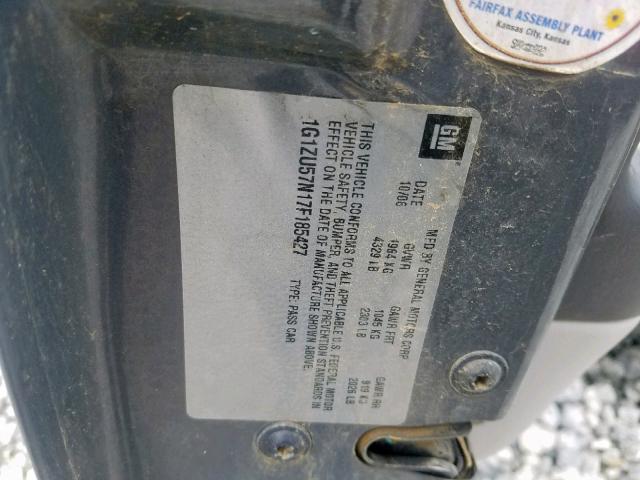 FAIRFAX ASSEMBLY PLANT
Kansas City, Kansas
GM
MFD BY GENERAL MOTORS CORP
DATE GVWR GAWR FRT GAWR RR
10/06 1964 KG 1045 KG 919 KG
4329 LB 2303 LB 2026 LB
THIS VEHICLE CONFORMS TO ALL APPLICABLE U.S. FEDERAL MOTOR
VEHICLE SAFETY, BUMPER, AND THEFT PREVENTION STANDARDS IN
EFFECT ON THE DATE OF MANUFACTURE SHOWN ABOVE.
1G1ZU57N17F185427 TYPE: PASS CAR